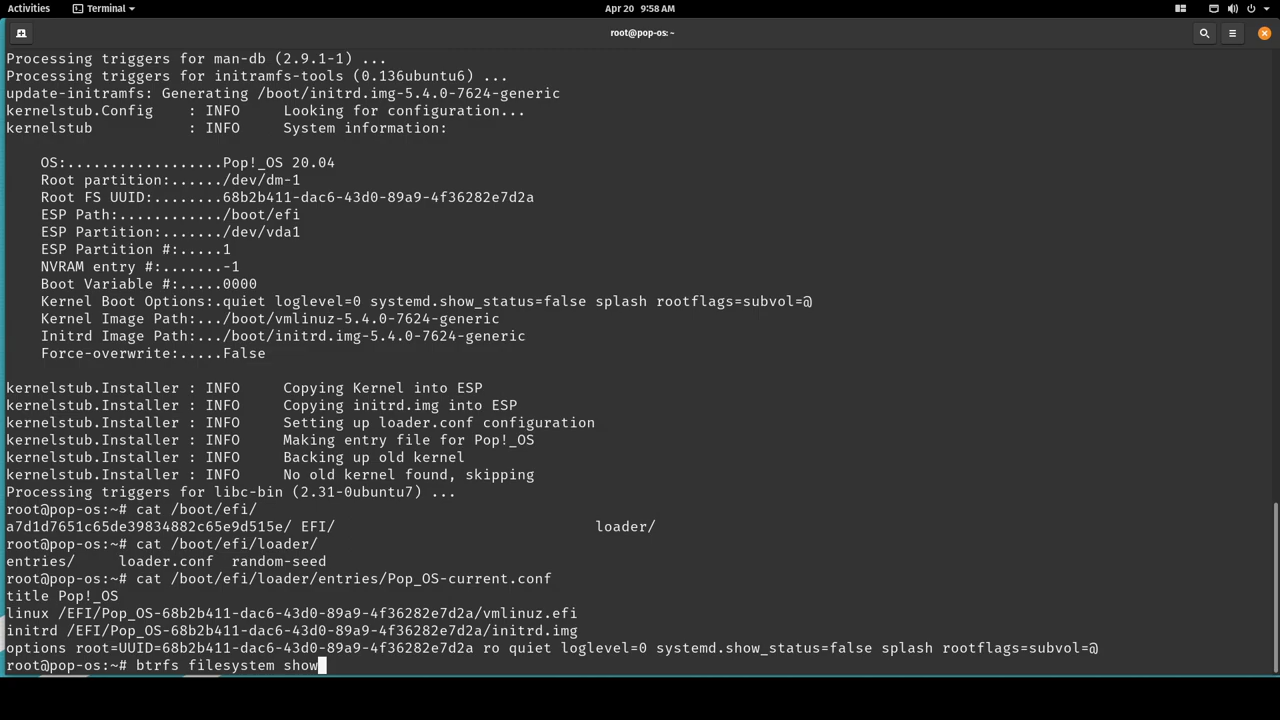 Activities Terminal Apr 20 9:58 AM
root@pop-os: ~
Processing triggers for man-db (2.9.1-1) ...
Processing triggers for initramfs-tools (0.136ubuntu6) ...
update-initramfs: Generating /boot/initrd.img-5.4.0-7624-generic
kernelstub.Config    : INFO     Looking for configuration...
kernelstub           : INFO     System information:
OS:..................Pop!_OS 20.04
Root partition:....../dev/dm-1
Root FS UUID:........68b2b411-dac6-43d0-89a9-4f36282e7d2a
ESP Path:............/boot/efi
ESP Partition:......./dev/vda1
ESP Partition #:.....1
NVRAM entry #:.......-1
Boot Variable #:.....0000
Kernel Boot Options:.quiet loglevel=0 systemd.show_status=false splash rootflags=subvol=@
Kernel Image Path:.../boot/vmlinuz-5.4.0-7624-generic
Initrd Image Path:.../boot/initrd.img-5.4.0-7624-generic
Force-overwrite:.....False
kernelstub.Installer : INFO     Copying Kernel into ESP
kernelstub.Installer : INFO     Copying initrd.img into ESP
kernelstub.Installer : INFO     Setting up loader.conf configuration
kernelstub.Installer : INFO     Making entry file for Pop!_OS
kernelstub.Installer : INFO     Backing up old kernel
kernelstub.Installer : INFO     No old kernel found, skipping
Processing triggers for libc-bin (2.31-0ubuntu7) ...
root@pop-os:~# cat /boot/efi/
a7d1d7651c65de39834882c65e9d515e/ EFI/                              loader/
root@pop-os:~# cat /boot/efi/loader/
entries/     loader.conf  random-seed
root@pop-os:~# cat /boot/efi/loader/entries/Pop_OS-current.conf
title Pop!_OS
linux /EFI/Pop_OS-68b2b411-dac6-43d0-89a9-4f36282e7d2a/vmlinuz.efi
initrd /EFI/Pop_OS-68b2b411-dac6-43d0-89a9-4f36282e7d2a/initrd.img
options root=UUID=68b2b411-dac6-43d0-89a9-4f36282e7d2a ro quiet loglevel=0 systemd.show_status=false splash rootflags=subvol=@
root@pop-os:~# btrfs filesystem show